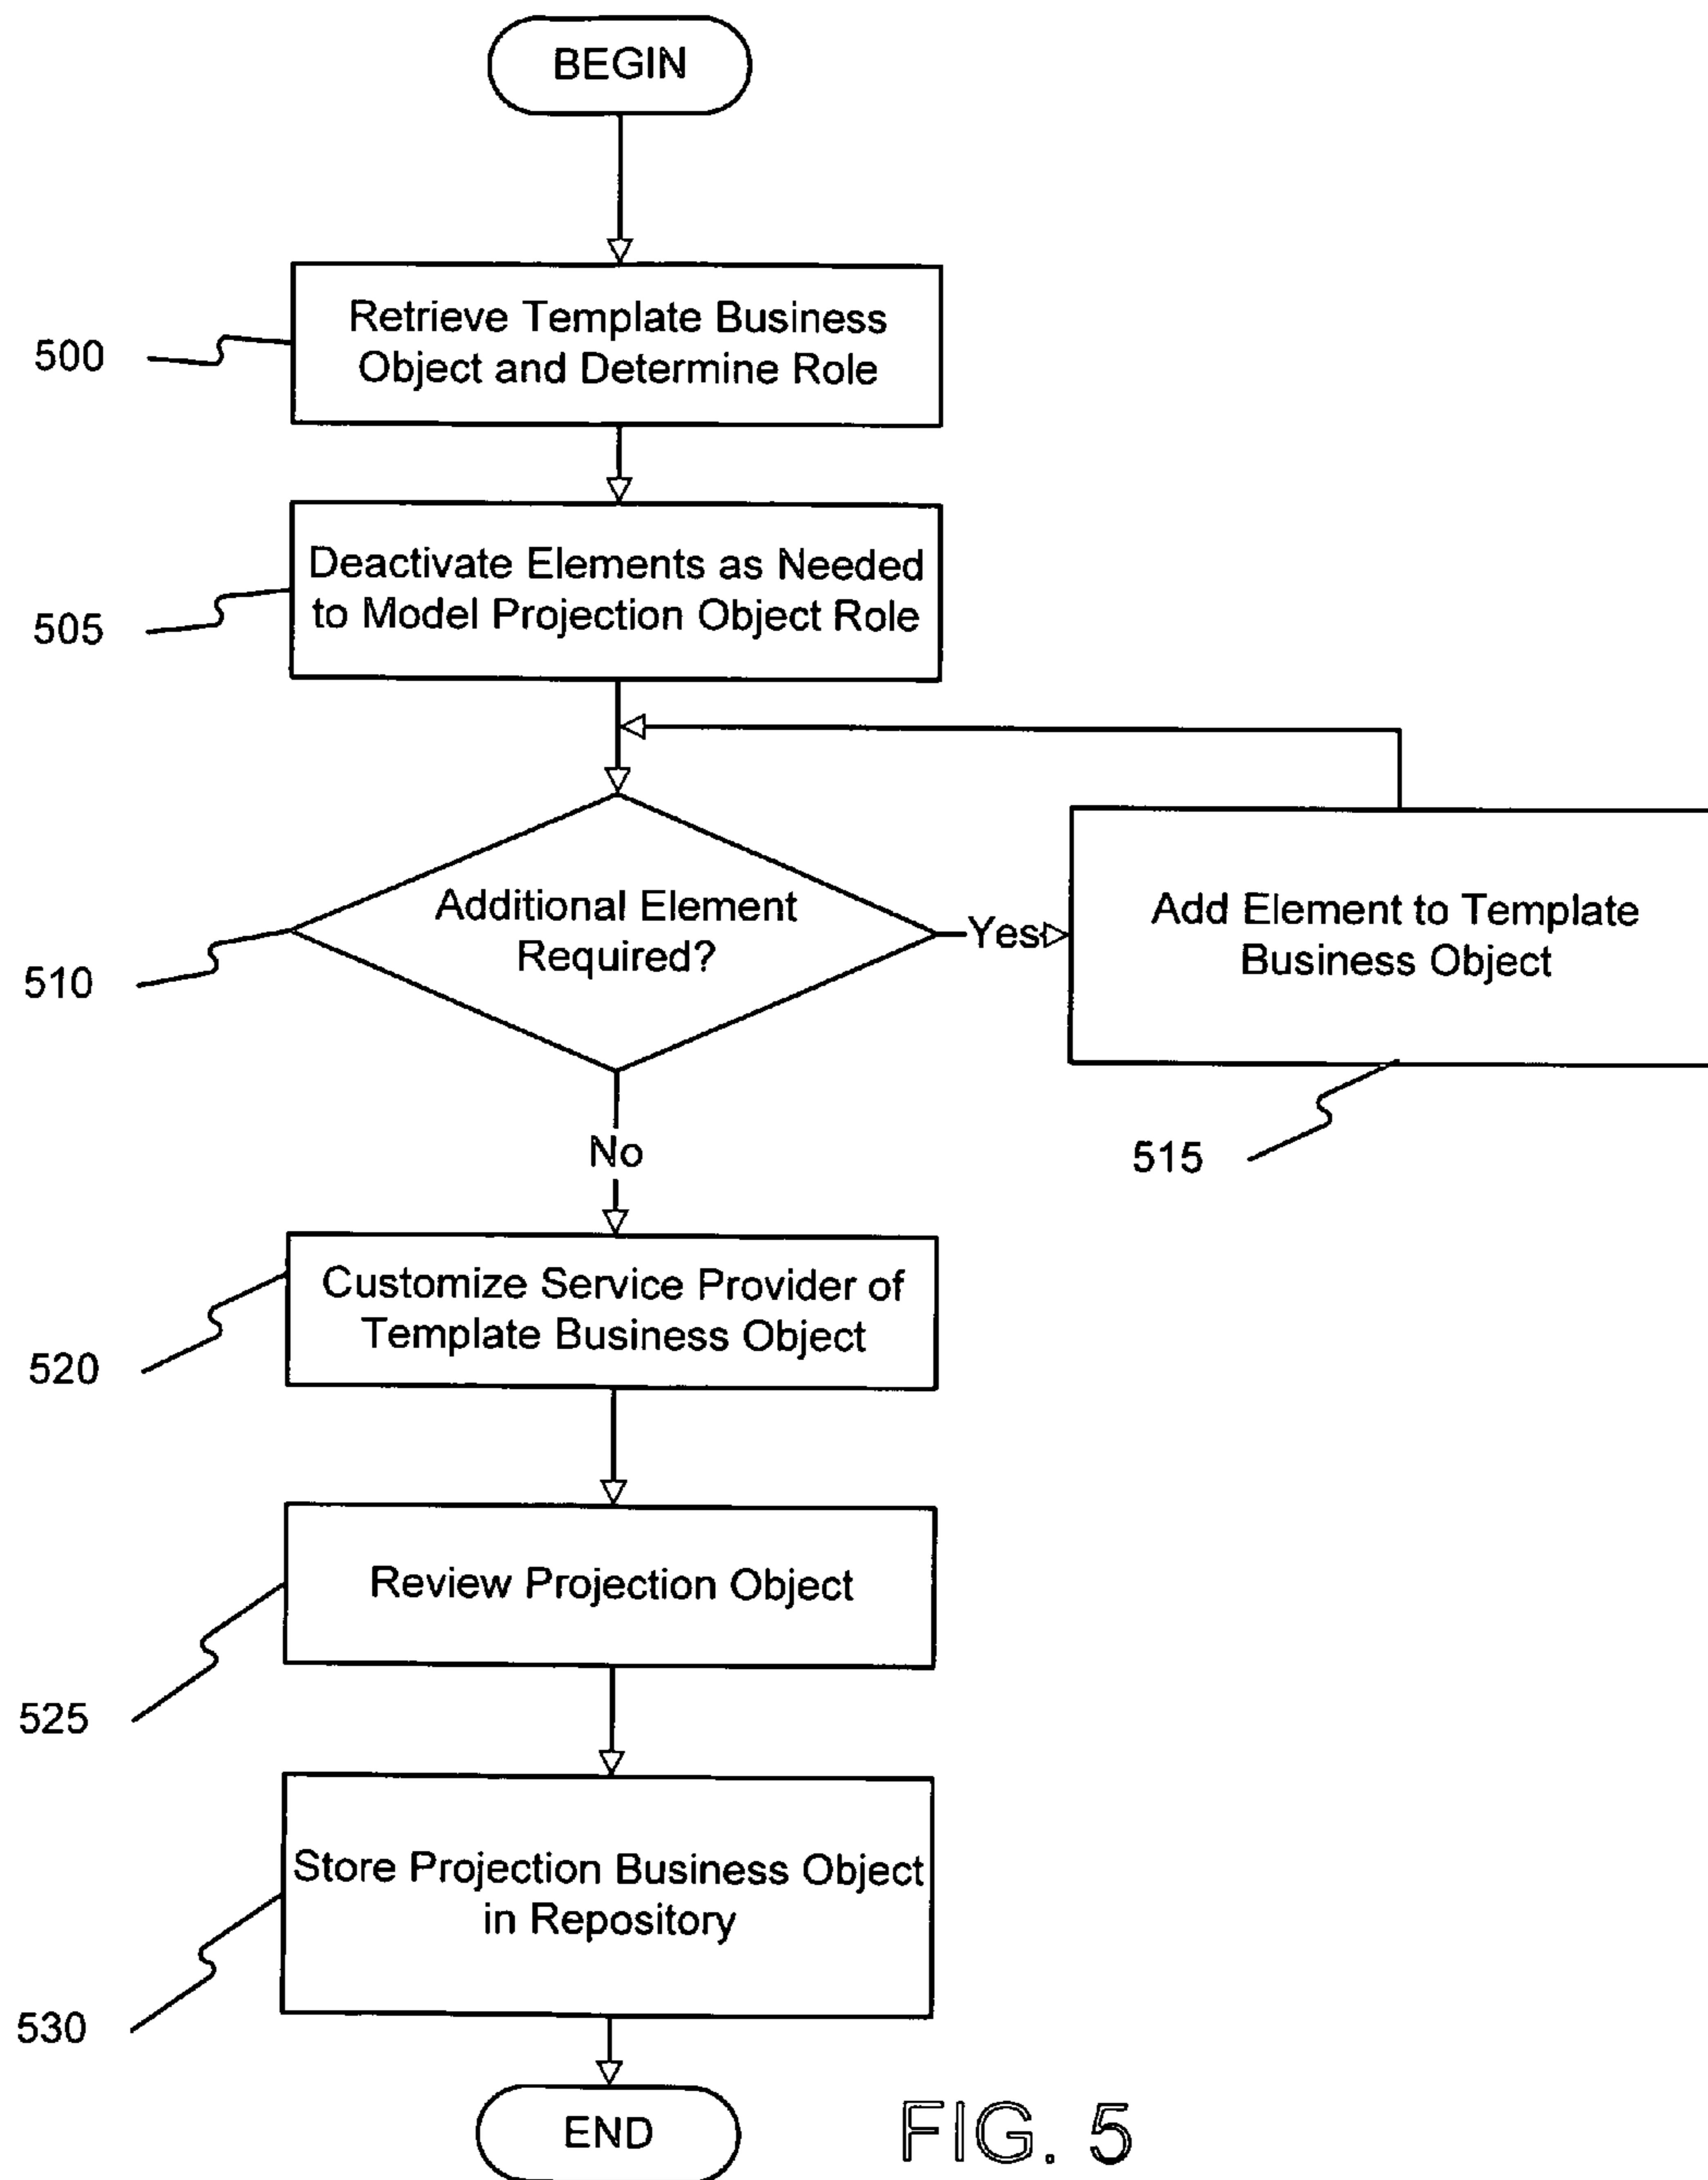 BEGIN
500
Retrieve Template Business
Object and Determine Role
505
Deactivate Elements as Needed
to Model Projection Object Role
510
Additional Element
Required?
Yes
Add Element to Template
Business Object
515
No
520
Customize Service Provider of
Template Business Object
525
Review Projection Object
530
Store Projection Business Object
in Repository
END
FIG. 5